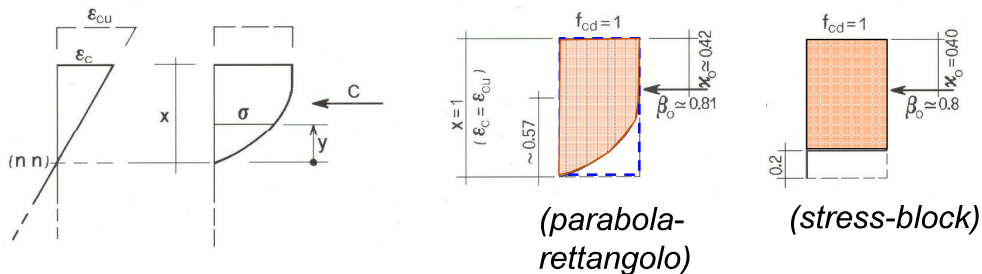 ε_cu
ε_c
(n n)
x
σ
y
C
f_cd=1
x=1
(ε_c=ε_cu)
~0.57
ϰ_o≃0.42
β_o≃0.81
(parabola-
rettangolo)
f_cd=1
0.2
ϰ_o=0.40
β_o≃0.8
(stress-block)